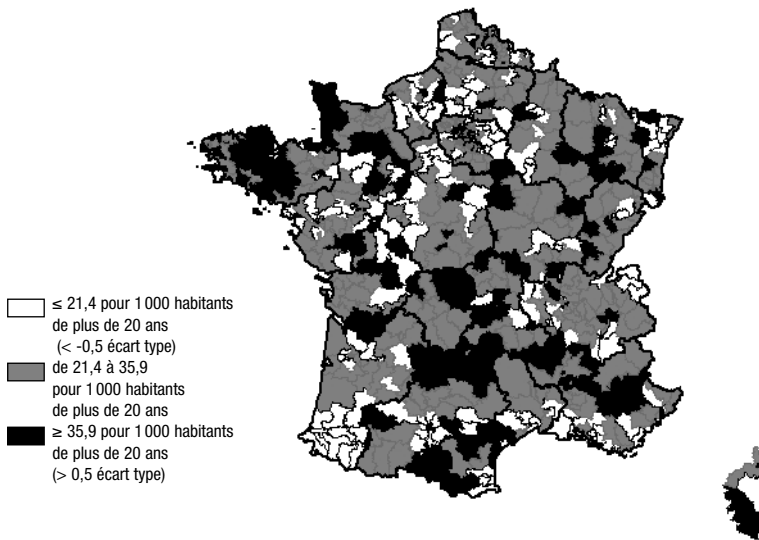 ≤ 21,4 pour 1 000 habitants
de plus de 20 ans
(< -0,5 écart type)
de 21,4 à 35,9
pour 1 000 habitants
de plus de 20 ans
≥ 35,9 pour 1 000 habitants
de plus de 20 ans
(> 0,5 écart type)